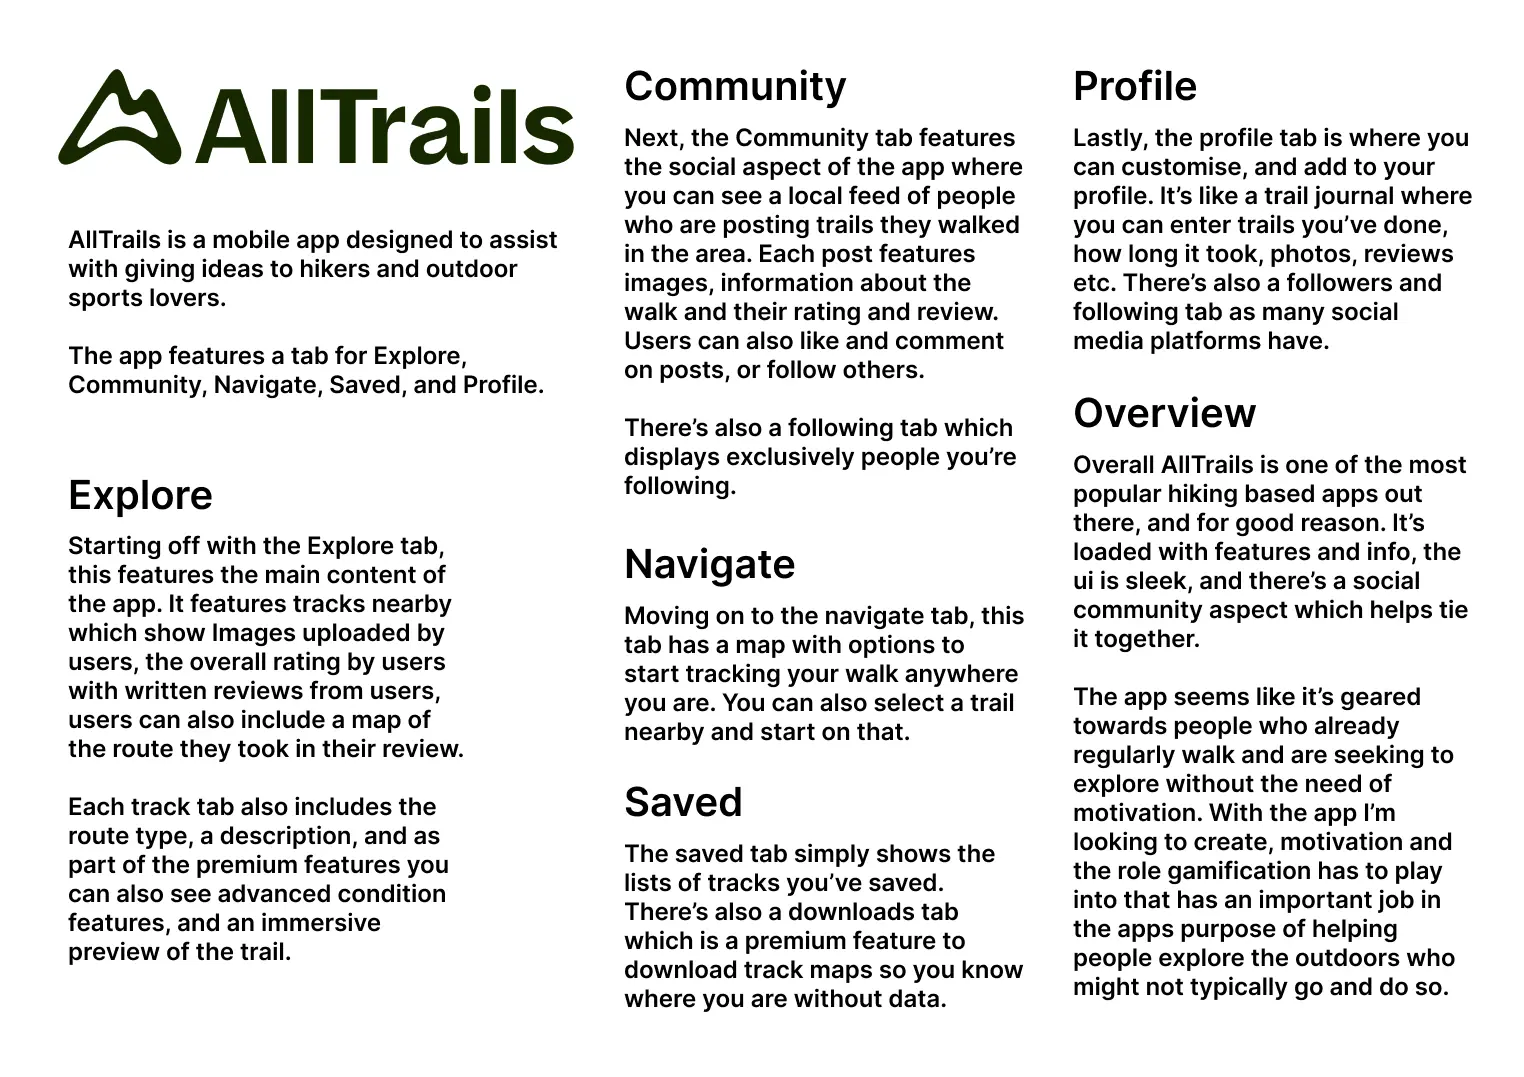 AllTrails
AllTrails is a mobile app designed to assist
with giving ideas to hikers and outdoor
sports lovers.
The app features a tab for Explore,
Community, Navigate, Saved, and Profile.
Explore
Starting off with the Explore tab,
this features the main content of
the app. It features tracks nearby
which show Images uploaded by
users, the overall rating by users
with written reviews from users,
users can also include a map of
the route they took in their review.
Each track tab also includes the
route type, a description, and as
part of the premium features you
can also see advanced condition
features, and an immersive
preview of the trail.
Community
Next, the Community tab features
the social aspect of the app where
you can see a local feed of people
who are posting trails they walked
in the area. Each post features
images, information about the
walk and their rating and review.
Users can also like and comment
on posts, or follow others.
There’s also a following tab which
displays exclusively people you’re
following.
Navigate
Moving on to the navigate tab, this
tab has a map with options to
start tracking your walk anywhere
you are. You can also select a trail
nearby and start on that.
Saved
The saved tab simply shows the
lists of tracks you’ve saved.
There’s also a downloads tab
which is a premium feature to
download track maps so you know
where you are without data.
Profile
Lastly, the profile tab is where you
can customise, and add to your
profile. It’s like a trail journal where
you can enter trails you’ve done,
how long it took, photos, reviews
etc. There’s also a followers and
following tab as many social
media platforms have.
Overview
Overall AllTrails is one of the most
popular hiking based apps out
there, and for good reason. It’s
loaded with features and info, the
ui is sleek, and there’s a social
community aspect which helps tie
it together.
The app seems like it’s geared
towards people who already
regularly walk and are seeking to
explore without the need of
motivation. With the app I’m
looking to create, motivation and
the role gamification has to play
into that has an important job in
the apps purpose of helping
people explore the outdoors who
might not typically go and do so.